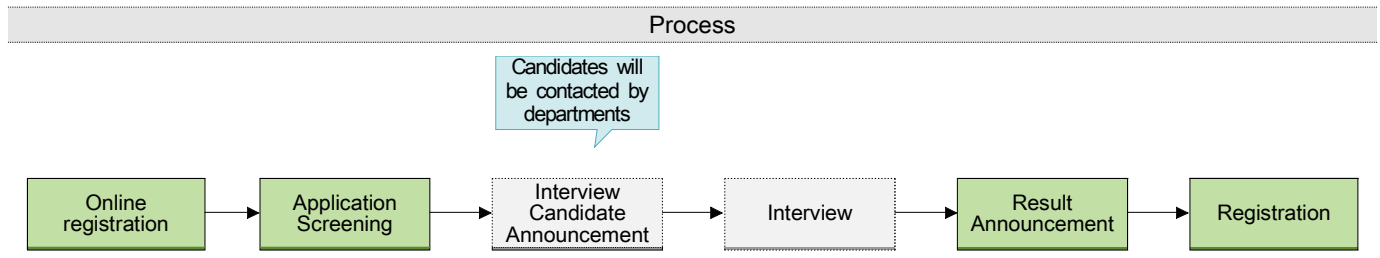 Process
Candidates will
be contacted by
departments
Online
registration
Application
Screening
Interview
Candidate
Announcement
Interview
Result
Announcement
Registration